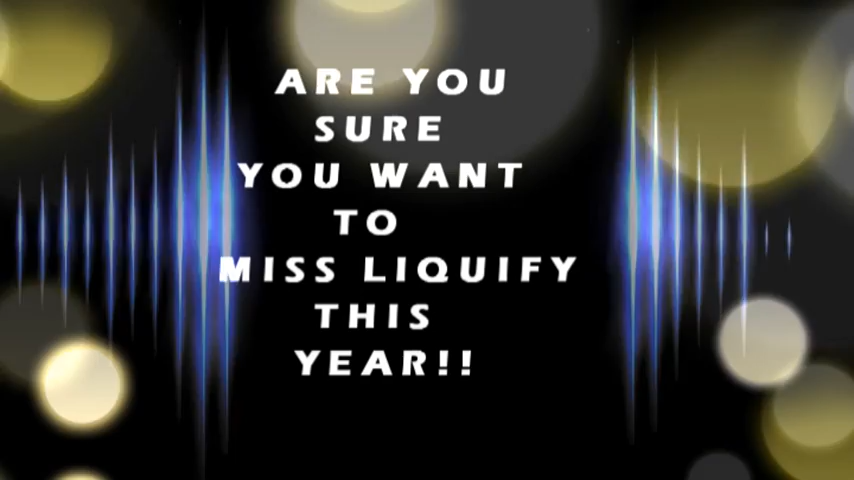 ARE YOU
SURE
YOU WANT
TO
MISS LIQUIFY
THIS
YEAR!!